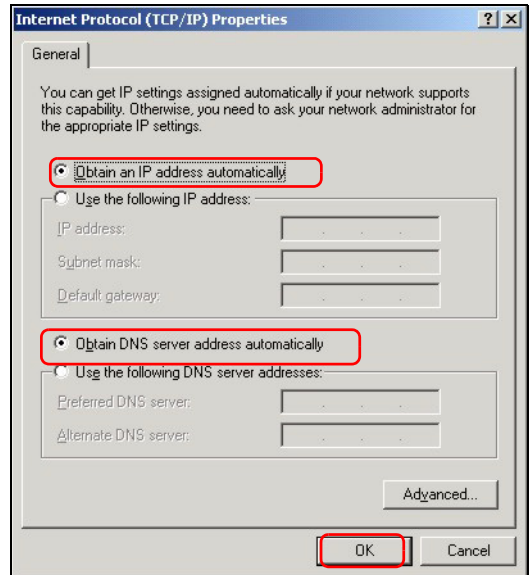 Internet Protocol (TCP/IP) Properties
General
You can get IP settings assigned automatically if your network supports
this capability. Otherwise, you need to ask your network administrator for
the appropriate IP settings.
Obtain an IP address automatically
Use the following IP address:
IP address:
Subnet mask:
Default gateway:
Obtain DNS server address automatically
Use the following DNS server addresses:
Preferred DNS server:
Alternate DNS server:
Advanced...
OK
Cancel